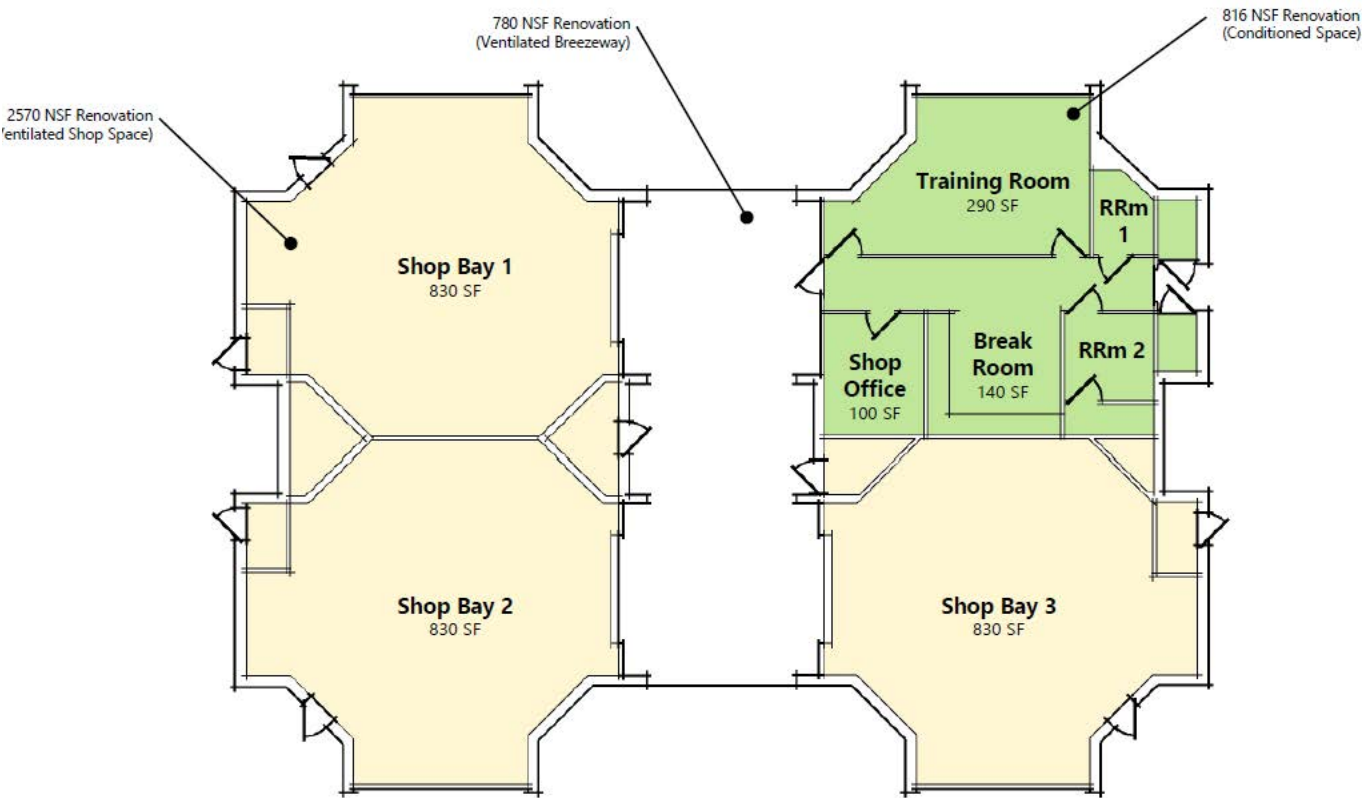 780 NSF Renovation
(Ventilated Breezeway)
816 NSF Renovation
(Conditioned Space)
2570 NSF Renovation
entilated Shop Space)
Training Room
290 SF
RRm
1
Shop Bay 1
830 SF
Shop
Office
100 SF
Break
Room
140 SF
RRm 2
Shop Bay 2
830 SF
Shop Bay 3
830 SF